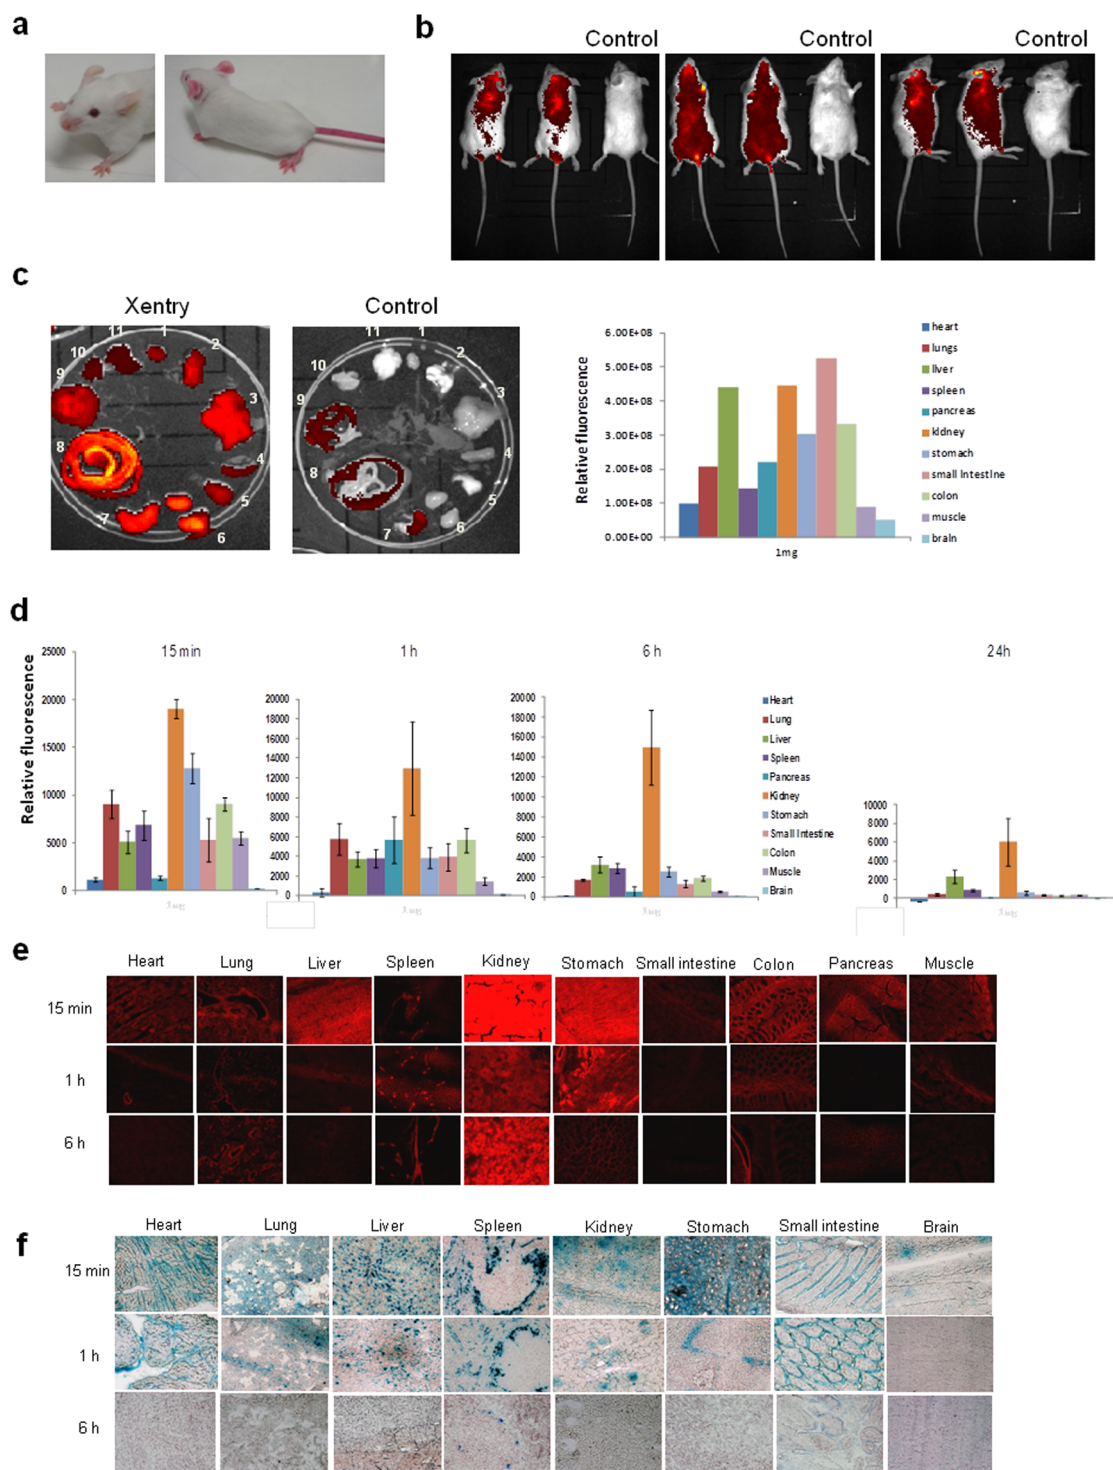 a
b
Control
Control
Control
c
Xentry
Control
11
1
2
10
3
9
8
4
5
7
6
11
1
2
10
3
9
8
4
5
7
6
Relative fluorescence
6.00E+08
5.00E+08
4.00E+08
3.00E+08
2.00E+08
1.00E+08
0.00E+00
1mg
heart
lungs
liver
spleen
pancreas
kidney
stomach
small intestine
colon
muscle
brain
d
Relative fluorescence
15 min
25000
20000
15000
10000
5000
0
1 h
20000
18000
16000
14000
12000
10000
8000
6000
4000
2000
0
6 h
20000
18000
16000
14000
12000
10000
8000
6000
4000
2000
0
Heart
Lung
Liver
Spleen
Pancreas
Kidney
Stomach
Small Intestine
Colon
Muscle
Brain
24h
10000
8000
6000
4000
2000
0
e
Heart Lung Liver Spleen Kidney Stomach Small intestine Colon Pancreas Muscle
15 min
1 h
6 h
f
Heart Lung Liver Spleen Kidney Stomach Small intestine Brain
15 min
1 h
6 h